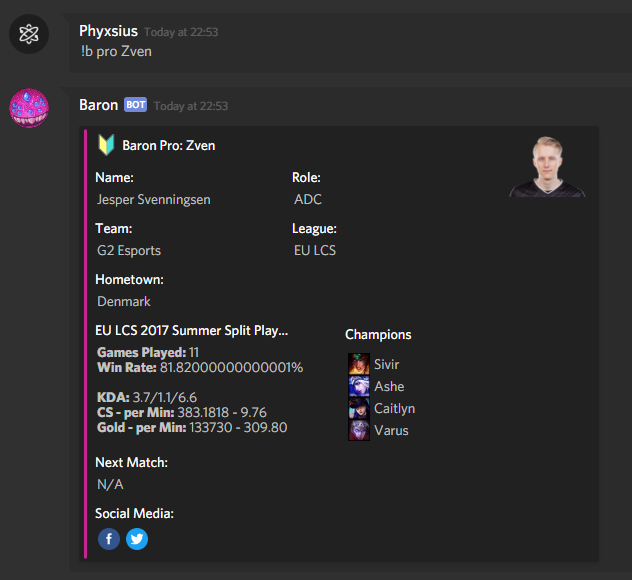 Phyxsius Today at 22:53
!b pro Zven
Baron BOT Today at 22:53
Baron Pro: Zven
Name: Role:
Jesper Svenningsen ADC
Team: League:
G2 Esports EU LCS
Hometown:
Denmark
EU LCS 2017 Summer Split Play...
Games Played: 11
Win Rate: 81.82000000000001%
KDA: 3.7/1.1/6.6
CS - per Min: 383.1818 - 9.76
Gold - per Min: 133730 - 309.80
Champions
Sivir
Ashe
Caitlyn
Varus
Next Match:
N/A
Social Media: